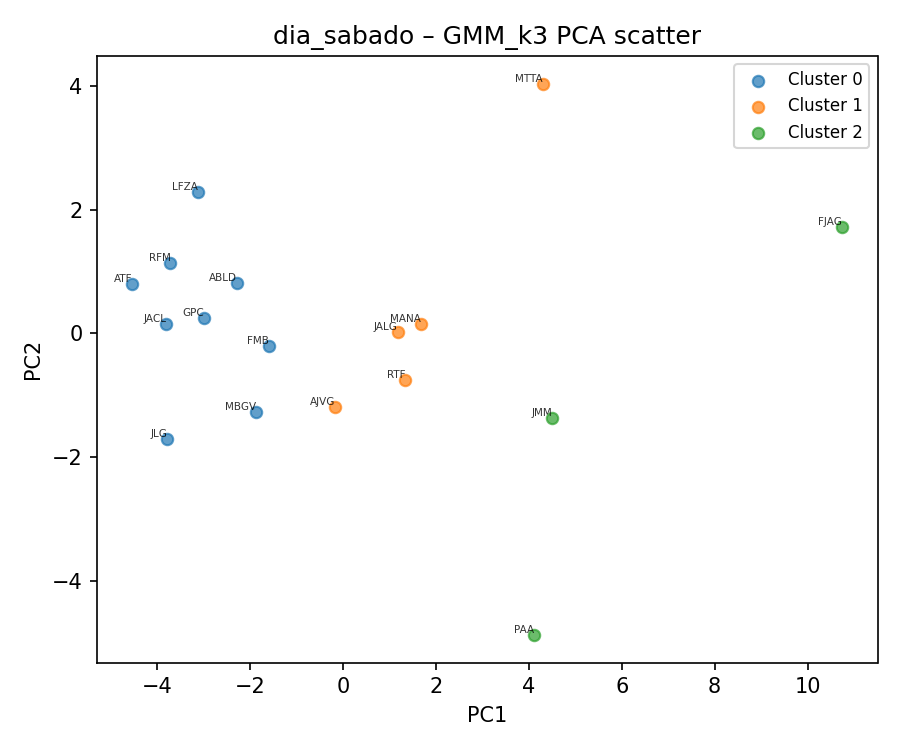 dia_sabado – GMM_k3 PCA scatter
Cluster 0
Cluster 1
Cluster 2
MTTA
LFZA
FJAG
RFM
ATF
ABLD
JACL
GPC
MANA
JALG
FMB
RTF
AJVG
MBGV
JMM
JLG
PAA
4
2
0
−2
−4
PC2
−4 −2 0 2 4 6 8 10
PC1